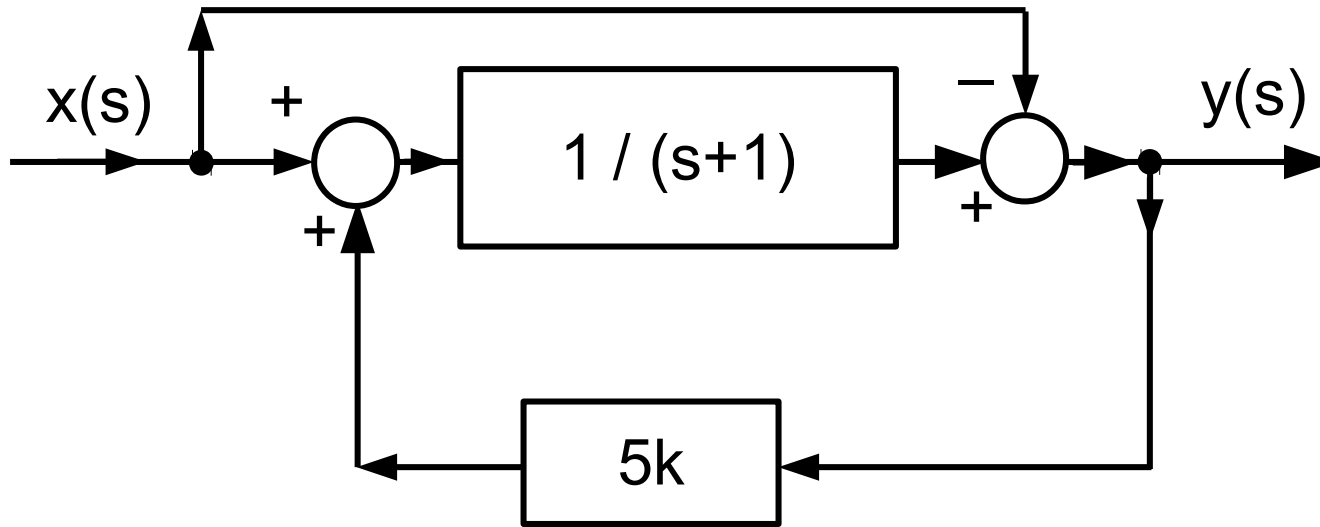 x(s)
+
1 / (s+1)
−
y(s)
+
+
5k